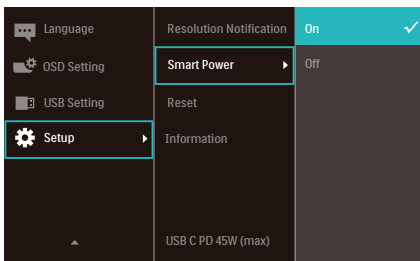 Language
OSD Setting
USB Setting
Setup
Resolution Notification
Smart Power
Reset
Information
USB C PD 45W (max)
On
Off